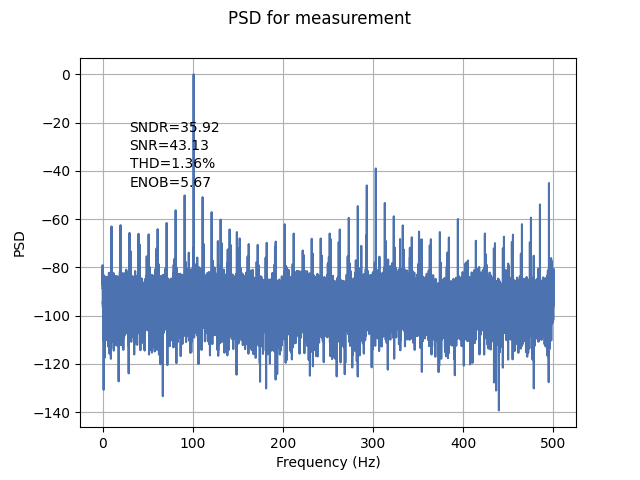 PSD for measurement
SNDR=35.92
SNR=43.13
THD=1.36%
ENOB=5.67
PSD
0
−20
−40
−60
−80
−100
−120
−140
0 100 200 300 400 500
Frequency (Hz)